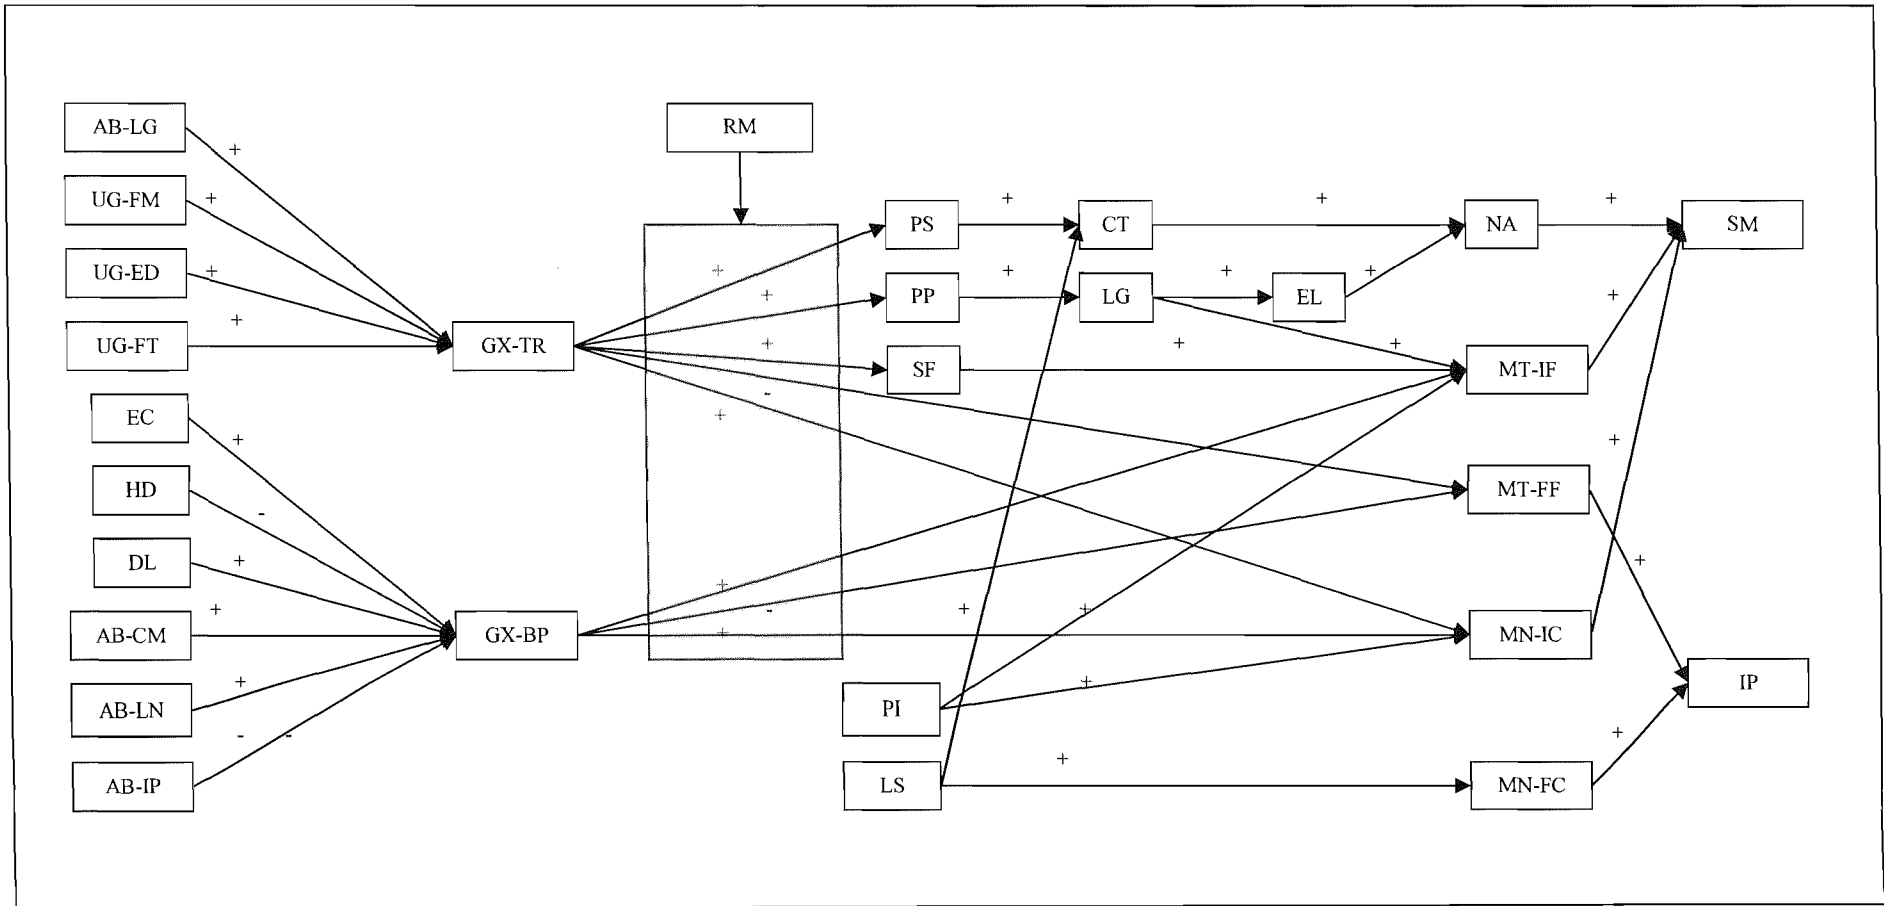 AB-LG
RM
+
UG-FM
+
+
+
+
PS
CT
NA
SM
UG-ED
+
+
+
+
+
PP
LG
EL
+
+
UG-FT
+
GX-TR
+
SF
+
+
MT-IF
-
+
EC
+
+
HD
-
MT-FF
DL
+
+
+
AB-CM
+
GX-BP
-
+
+
+
MN-IC
AB-LN
+
PI
+
IP
AB-IP
-
-
LS
+
MN-FC
+